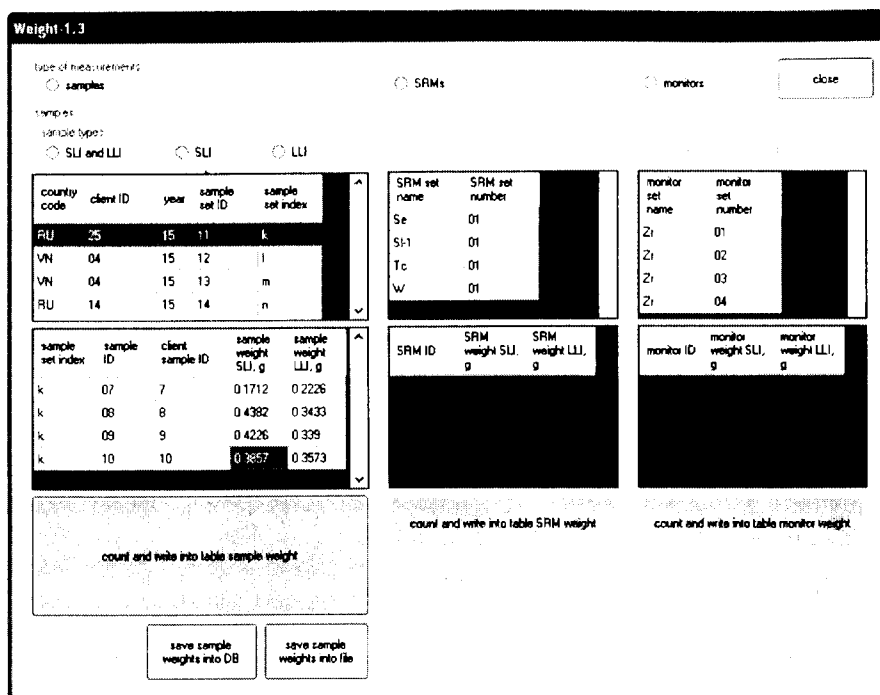 Weight-1.3
type of measurements
samples
SRMs
monitors
close
samples
sample types
SLI and LLI
SLI
LLI
country code client ID year sample set ID sample set index
RU 25 15 11 k
VN 04 15 12 l
VN 04 15 13 m
RU 14 15 14 n
SRM set name SRM set number
Se 01
SI-1 01
Tc 01
W 01
monitor set name monitor set number
Zr 01
Zr 02
Zr 03
Zr 04
sample set index sample ID client sample ID sample weight SLI, g sample weight LLI, g
k 07 7 0.1712 0.2226
k 08 8 0.4382 0.3433
k 09 9 0.4226 0.339
k 10 10 0.3857 0.3573
SRM ID SRM weight SLI, g SRM weight LLI, g
monitor ID monitor weight SLI, g monitor weight LLI, g
count and write into table sample weight
count and write into table SRM weight
count and write into table monitor weight
save sample weights into DB
save sample weights into file